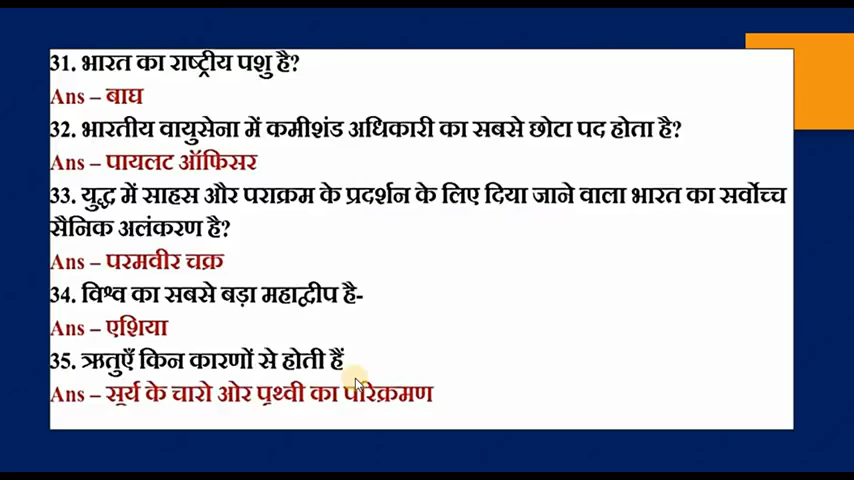 31. भारत का राष्ट्रीय पशु है?
Ans – बाघ
32. भारतीय वायुसेना में कमीशंड अधिकारी का सबसे छोटा पद होता है?
Ans – पायलट ऑफिसर
33. युद्ध में साहस और पराक्रम के प्रदर्शन के लिए दिया जाने वाला भारत का सर्वोच्च
सैनिक अलंकरण है?
Ans – परमवीर चक्र
34. विश्व का सबसे बड़ा महाद्वीप है-
Ans – एशिया
35. ऋतुएँ किन कारणों से होती हैं
Ans – सूर्य के चारो ओर पृथ्वी का परिक्रमण